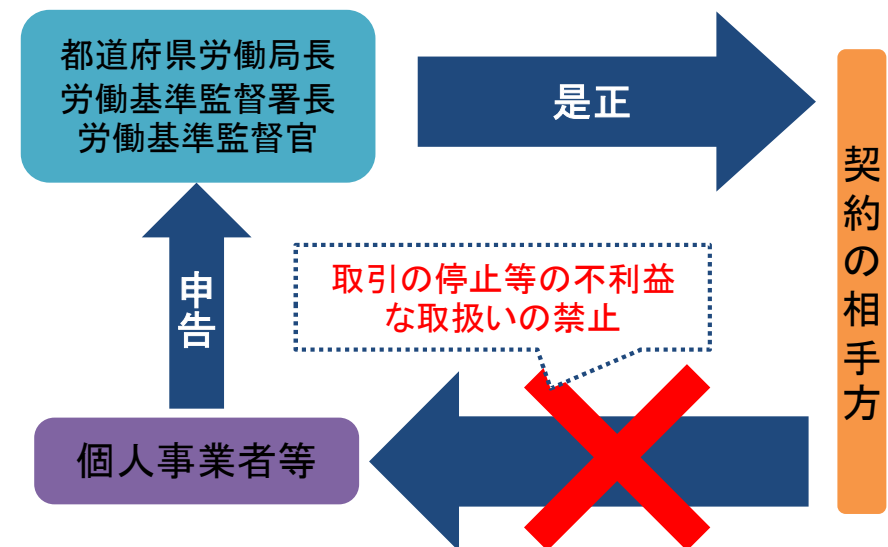 都道府県労働局長
労働基準監督署長
労働基準監督官
是正
契約の相手方
申告
取引の停止等の不利益
な取扱いの禁止
個人事業者等